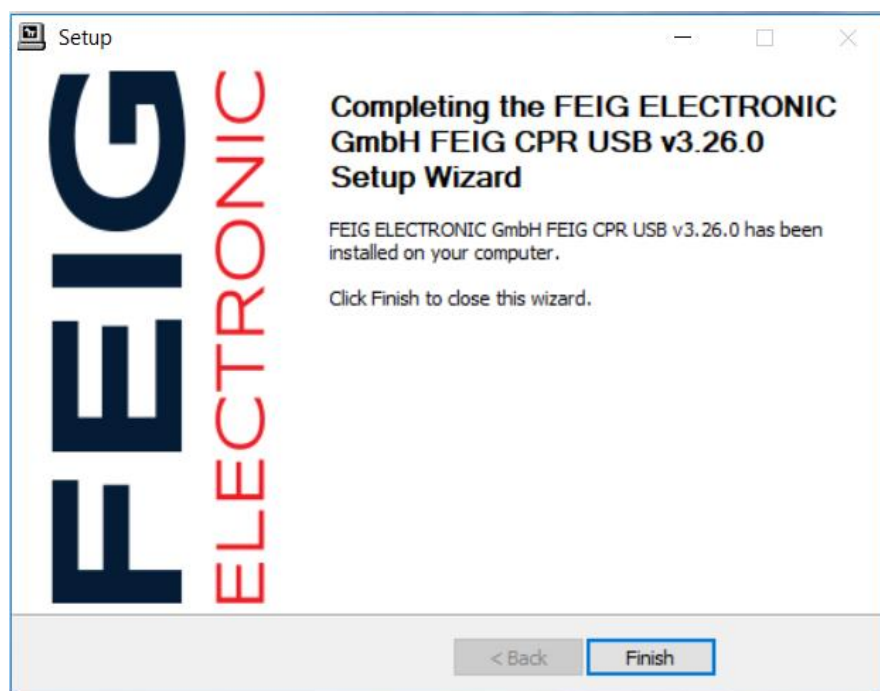 Setup
FEIG
ELECTRONIC
Completing the FEIG ELECTRONIC
GmbH FEIG CPR USB v3.26.0
Setup Wizard
FEIG ELECTRONIC GmbH FEIG CPR USB v3.26.0 has been
installed on your computer.
Click Finish to close this wizard.
< Back
Finish